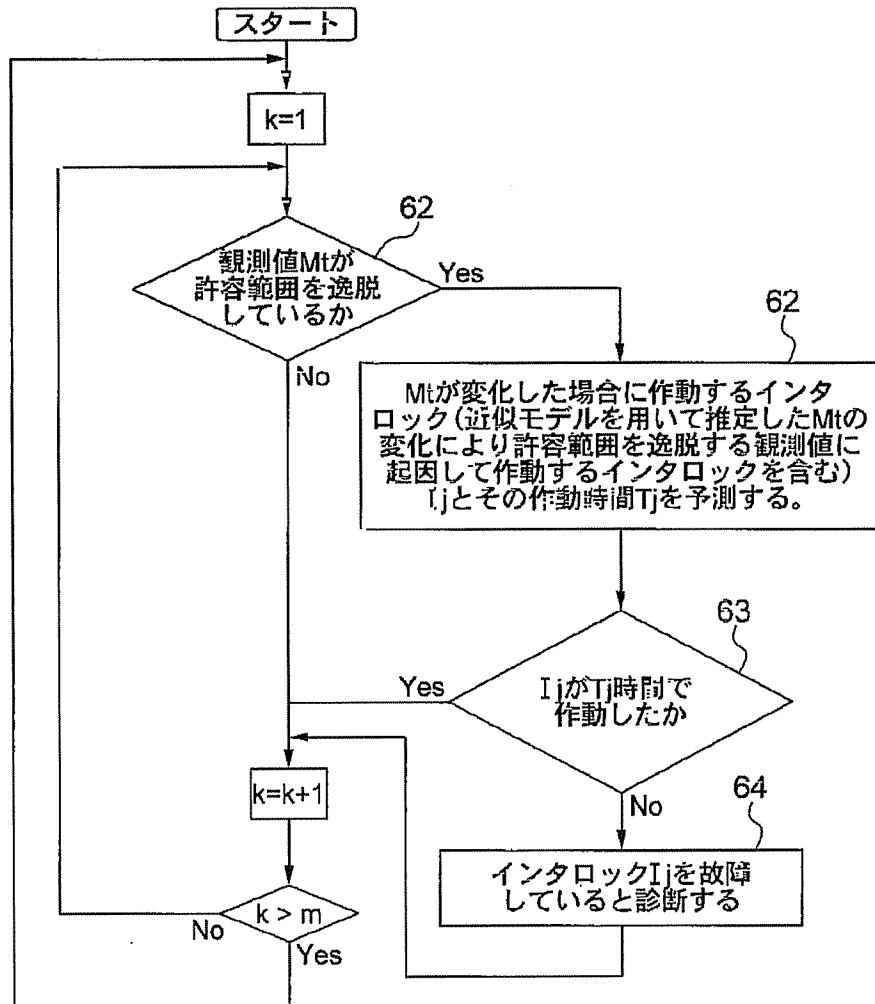 スタート
k=1
62
観測値Mtが
許容範囲を逸脱
しているか
Yes
No
62
Mtが変化した場合に作動するインタ
ロック(近似モデルを用いて推定したMtの
変化により許容範囲を逸脱する観測値に
起因して作動するインタロックを含む)
Ijとその作動時間Tjを予測する。
63
IjがTj時間で
作動したか
Yes
No
k=k+1
64
インタロックIjを故障
していると診断する
k > m
No
Yes